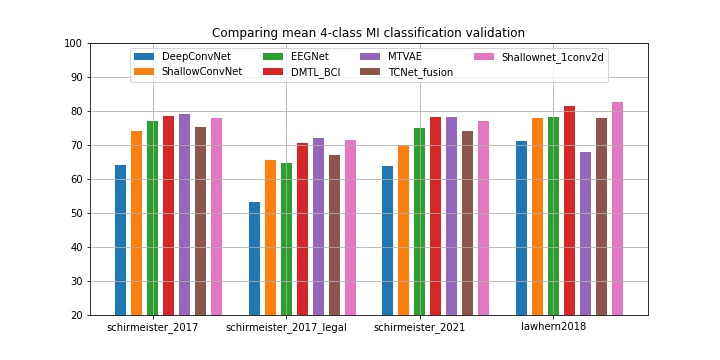 Comparing mean 4-class MI classification validation
DeepConvNet
ShallowConvNet
EEGNet
DMTL_BCI
MTVAE
TCNet_fusion
Shallownet_1conv2d
100
90
80
70
60
50
40
30
20
schirmeister_2017
schirmeister_2017_legal
schirmeister_2021
lawhern2018